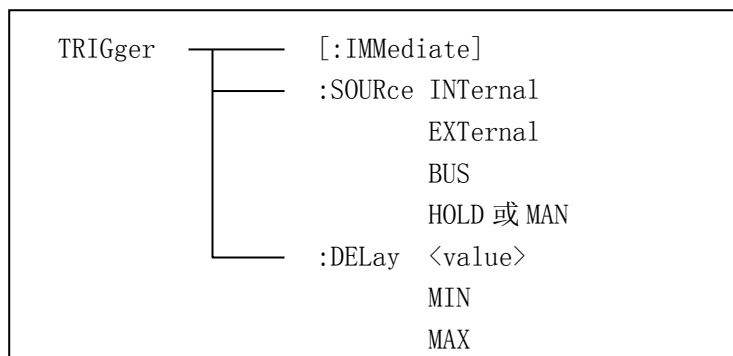 TRIGger [:IMMediate]
:SOURce INTernal
EXTernal
BUS
HOLD 或 MAN
:DELay <value>
MIN
MAX